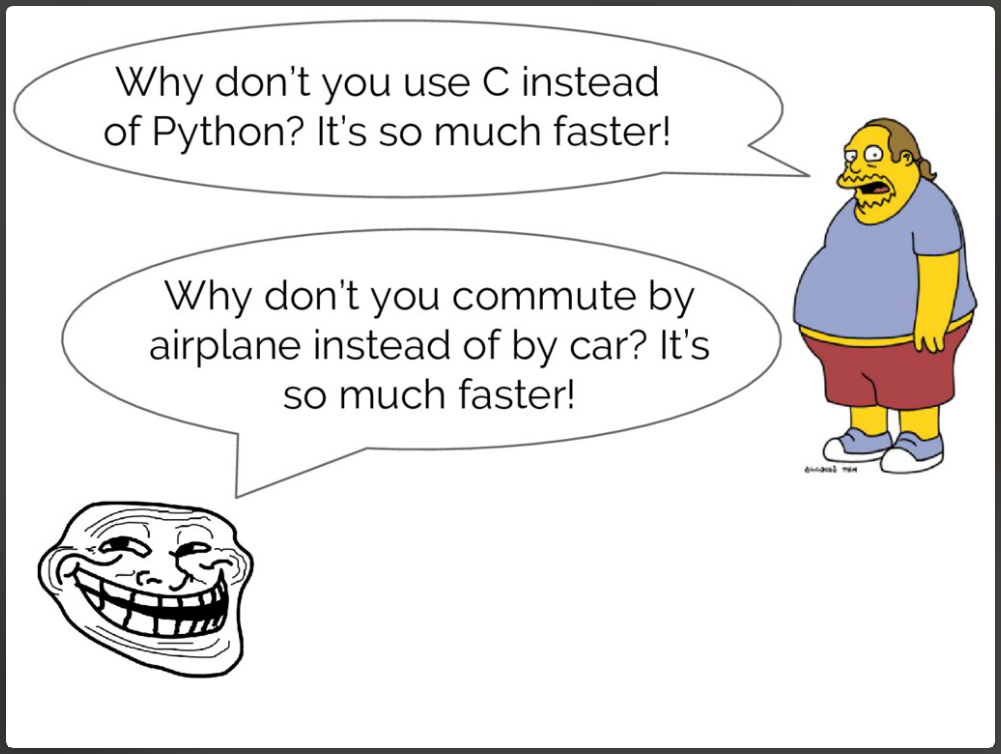 Why don't you use C instead
of Python? It's so much faster!
Why don't you commute by
airplane instead of by car? It's
so much faster!